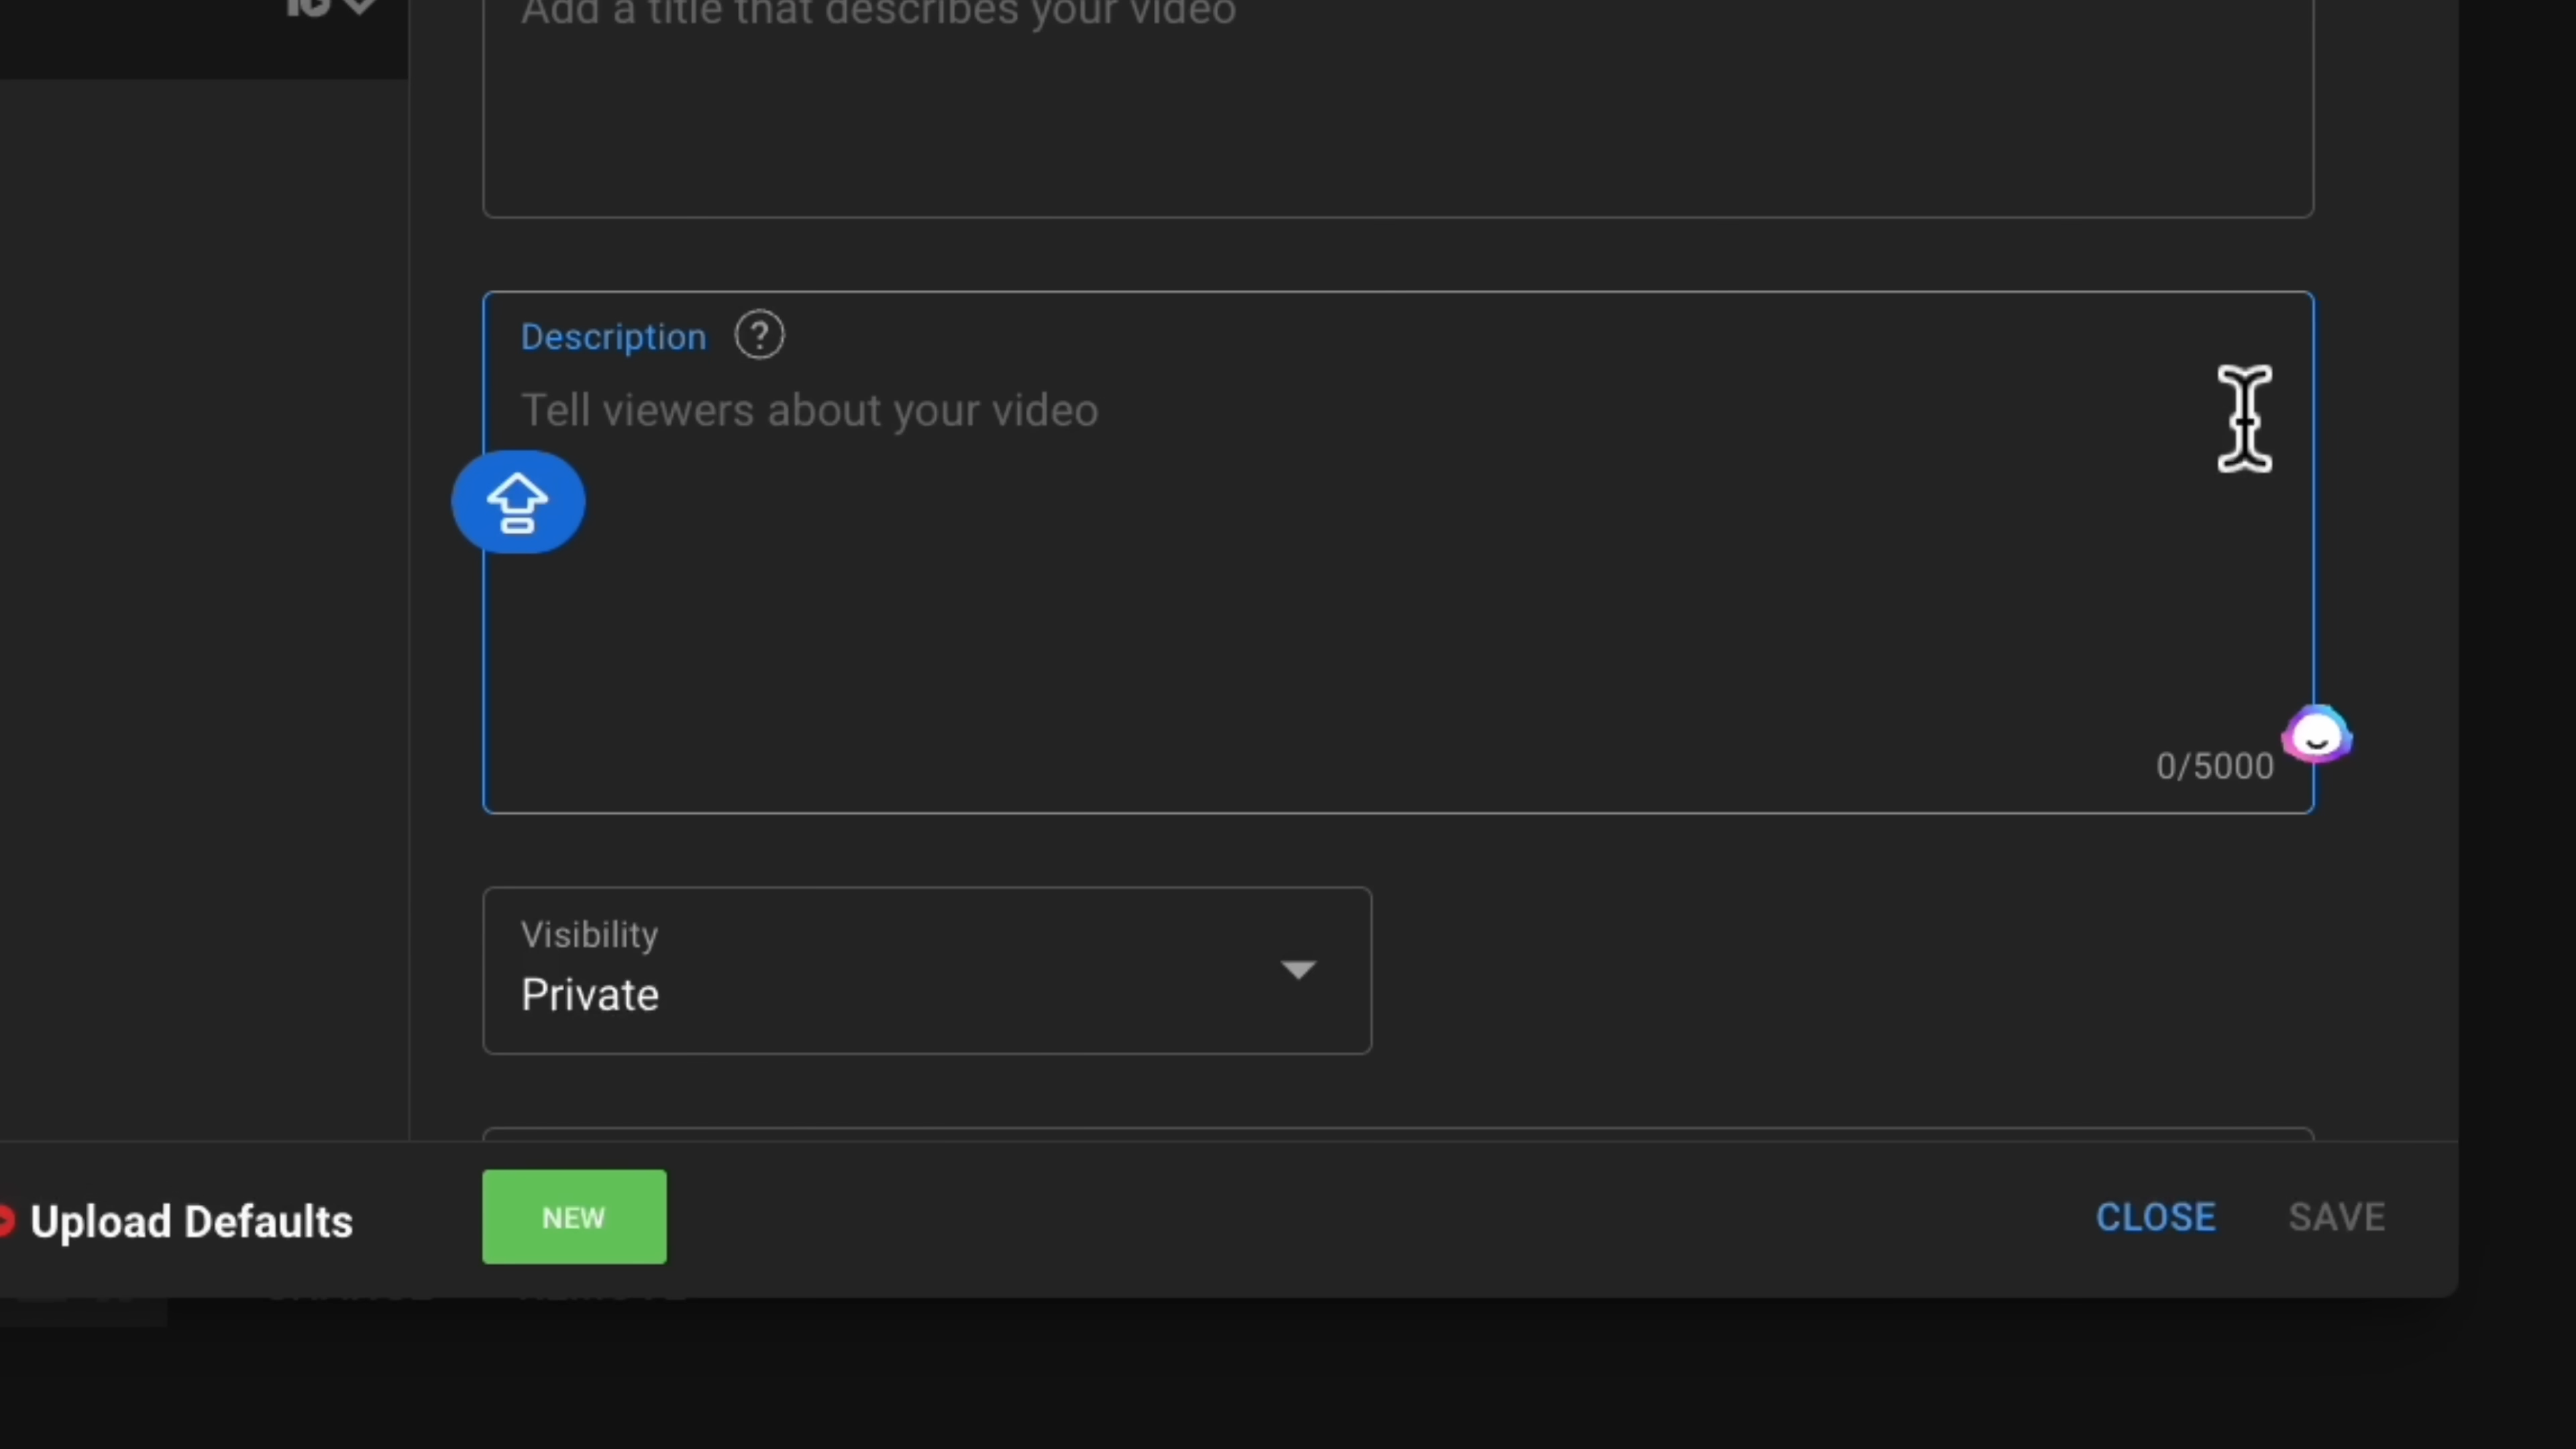 Add a title that describes your video
Description
?
Tell viewers about your video
0/5000
Visibility
Private
Upload Defaults
NEW
CLOSE
SAVE